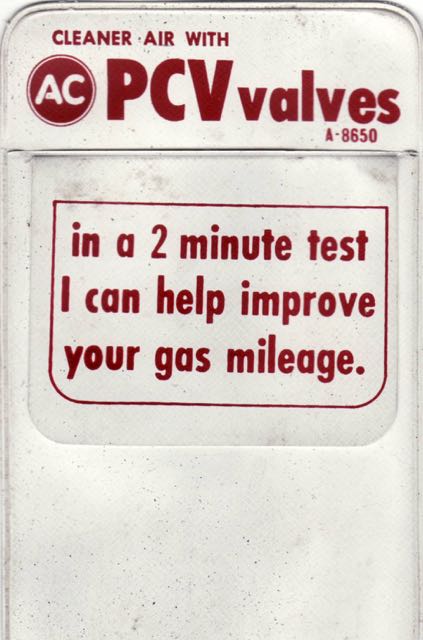 CLEANER AIR WITH
AC PCV valves
A-8650
in a 2 minute test
I can help improve
your gas mileage.